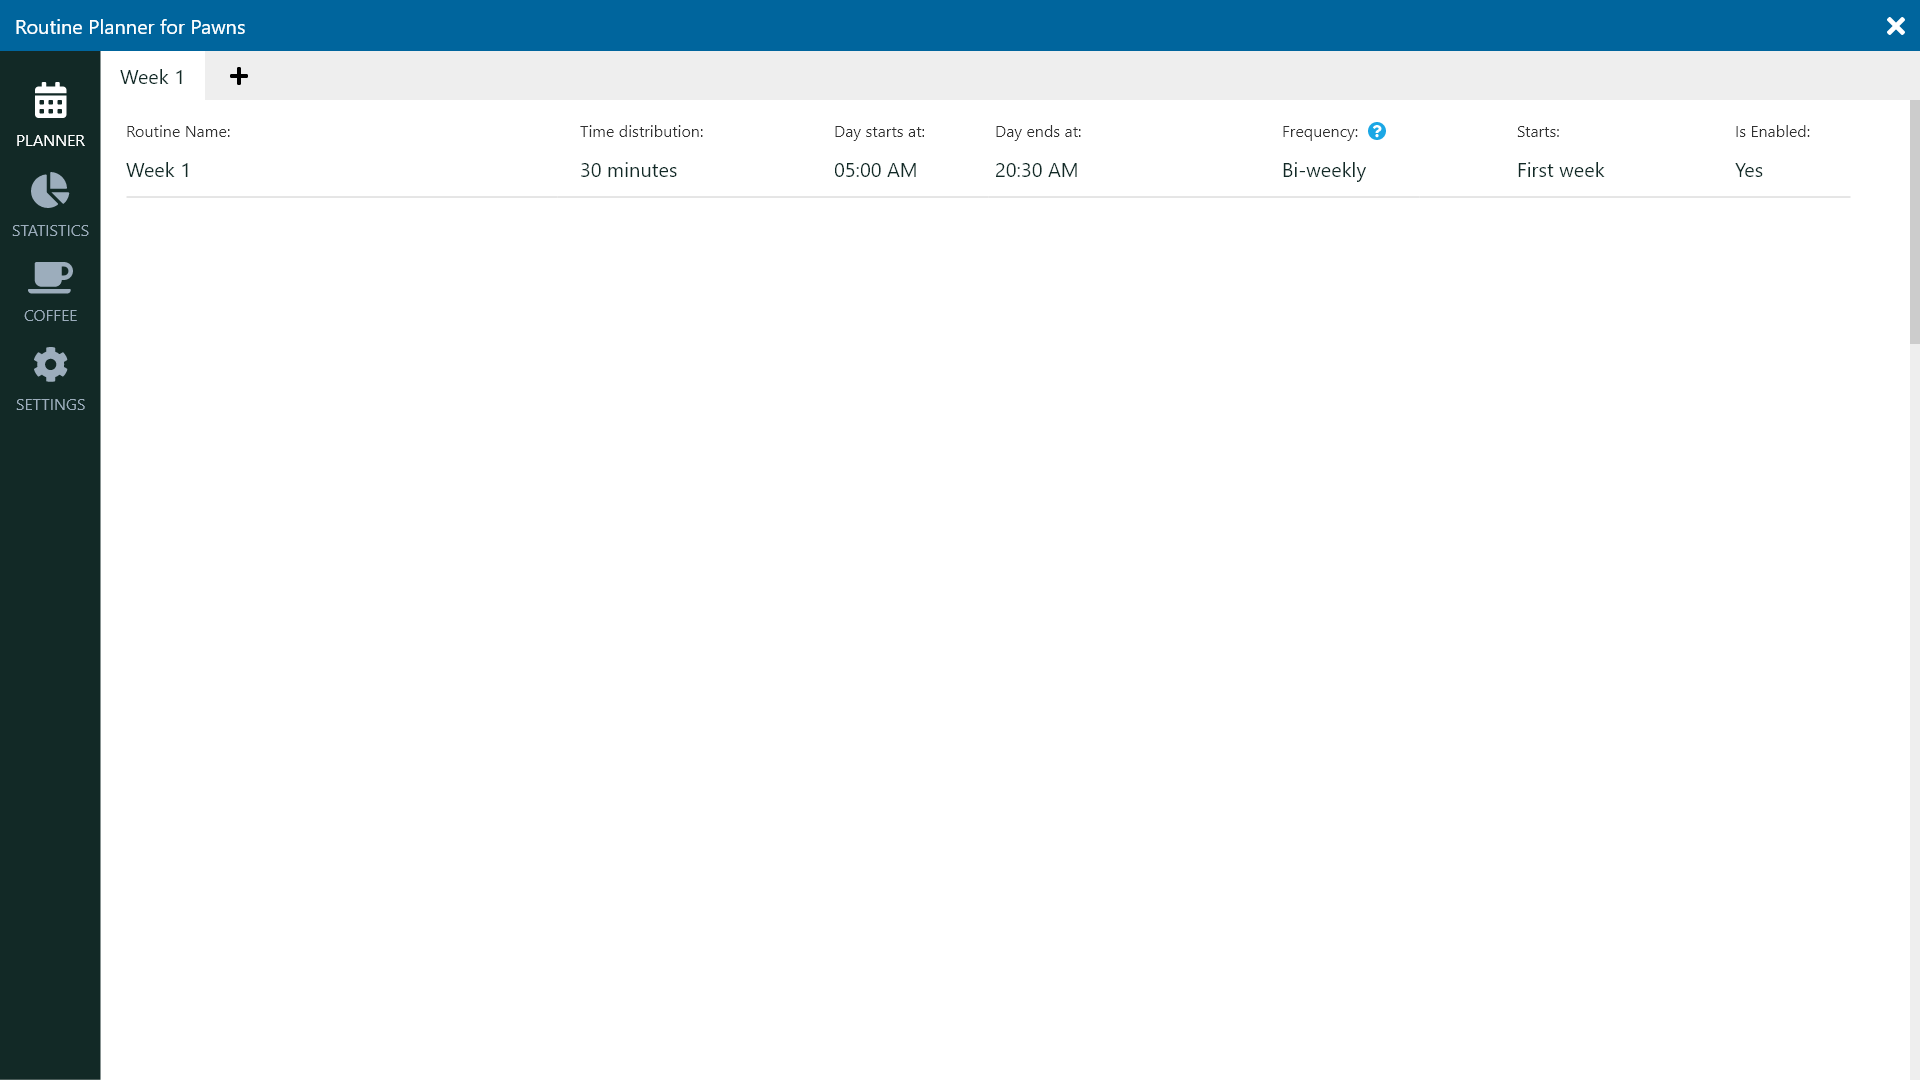 Routine Planner for Pawns
PLANNER
STATISTICS
COFFEE
SETTINGS
Week 1
Routine Name: Time distribution: Day starts at: Day ends at: Frequency: ? Starts: Is Enabled:
Week 1 30 minutes 05:00 AM 20:30 AM Bi-weekly First week Yes